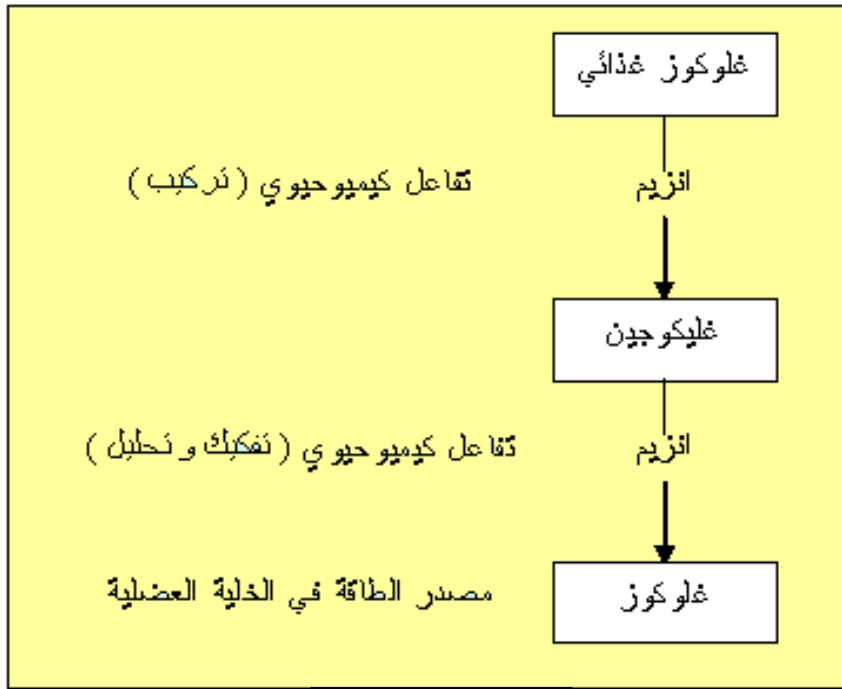 غلوكوز غذائي
انزيم
تفاعل كيميوحيوي ( تركيب )
غليكوجين
انزيم
تفاعل كيميوحيوي ( تفكيك و تحليل )
غلوكوز
مصدر الطاقة في الخلية العضلية